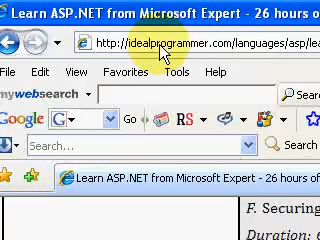 Learn ASP.NET from Microsoft Expert - 26 hours of
http://idealprogrammer.com/languages/asp/lea
File Edit View Favorites Tools Help
mywebsearch Search
Google G Go RS
Search... Search
Learn ASP.NET from Microsoft Expert - 26 hours of
F. Securing
Duration: 6